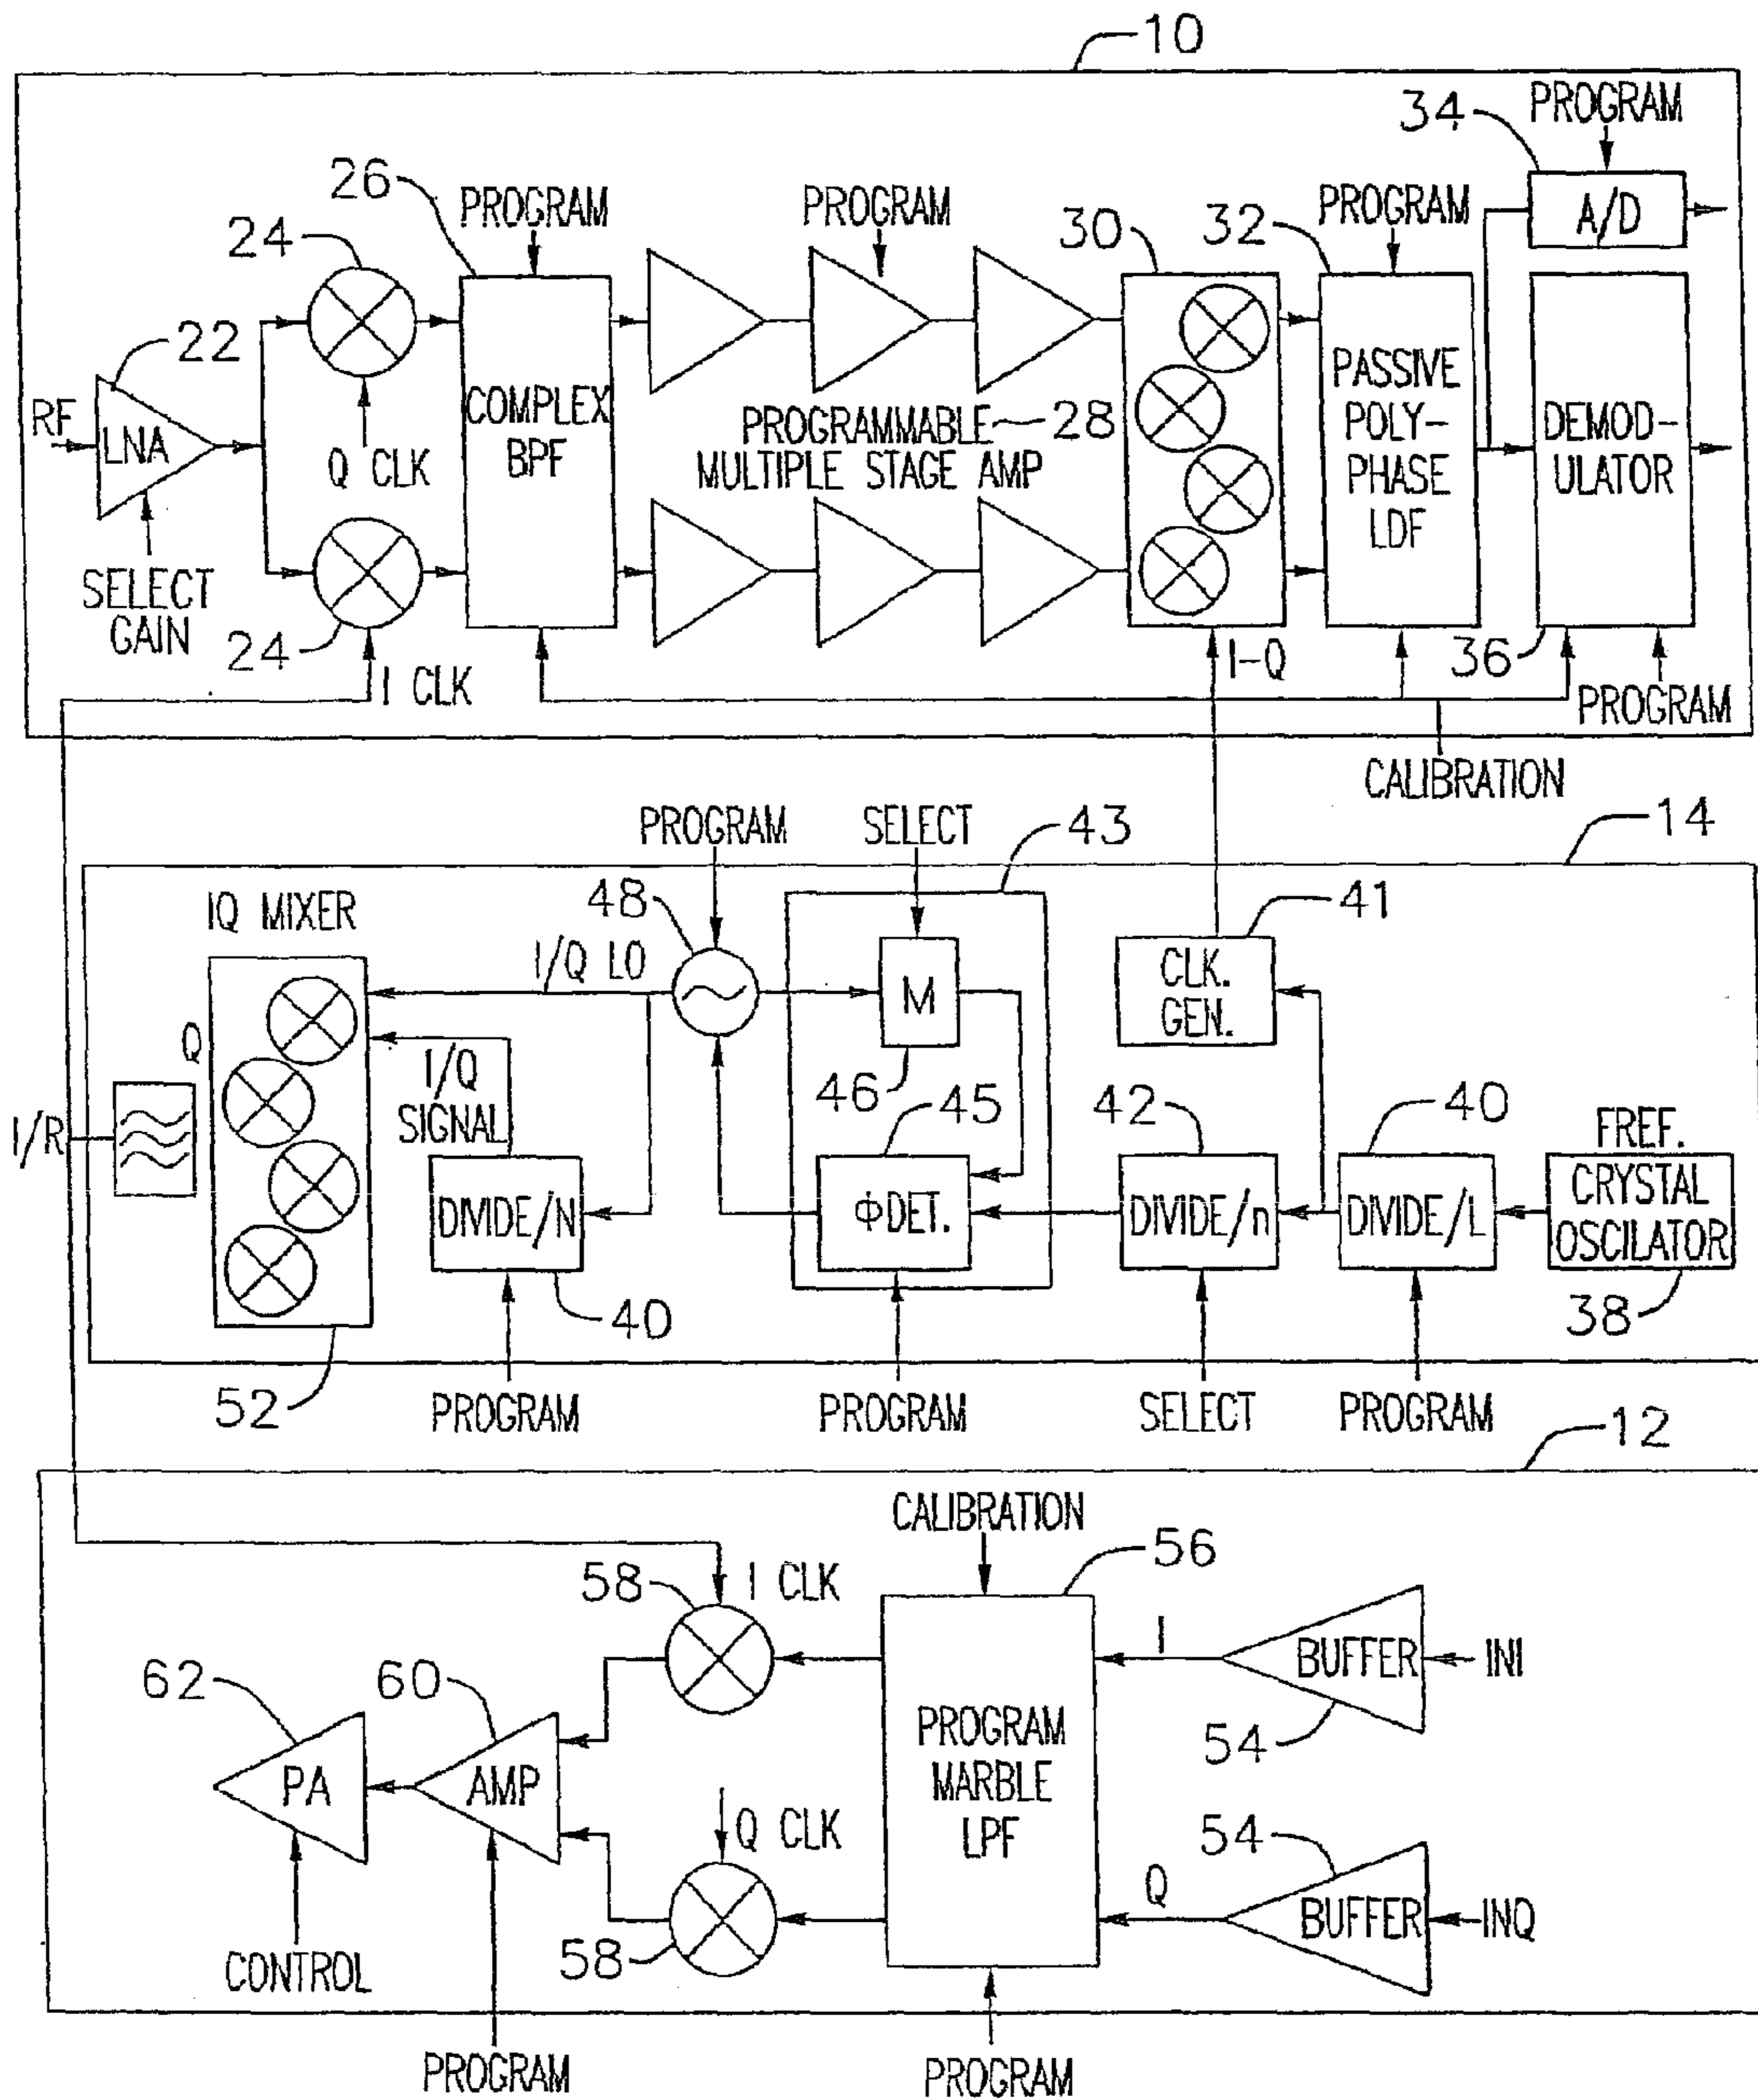 10
34
PROGRAM
26
PROGRAM
PROGRAM
PROGRAM
24
30
32
A/D
22
RF
LNA
Q CLK
COMPLEX
BPF
PROGRAMMABLE
28
MULTIPLE STAGE AMP
PASSIVE
POLY-
PHASE
LDF
DEMOD-
ULATOR
SELECT
GAIN
24
I CLK
I-Q
36
PROGRAM
CALIBRATION
PROGRAM
SELECT
43
14
IQ MIXER
48
41
I/Q LO
M
CLK.
GEN.
Q
I/Q
SIGNAL
46
45
42
40
I/R
FREF.
CRYSTAL
OSCILATOR
DIVIDE/N
ΦDET.
DIVIDE/n
DIVIDE/L
40
38
52
PROGRAM
PROGRAM
SELECT
PROGRAM
12
CALIBRATION
56
58
I CLK
I
BUFFER
INI
62
60
54
PROGRAM
MARBLE
LPF
PA
AMP
Q CLK
54
Q
BUFFER
INQ
58
CONTROL
PROGRAM
PROGRAM